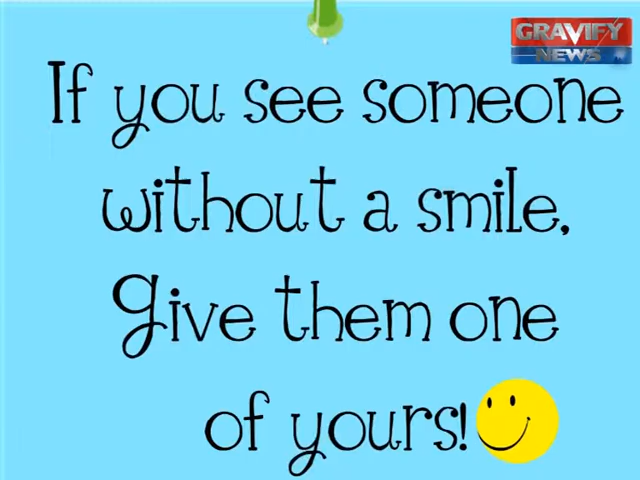 GRAVIFY
NEWS
If you see someone
without a smile,
give them one
of yours!